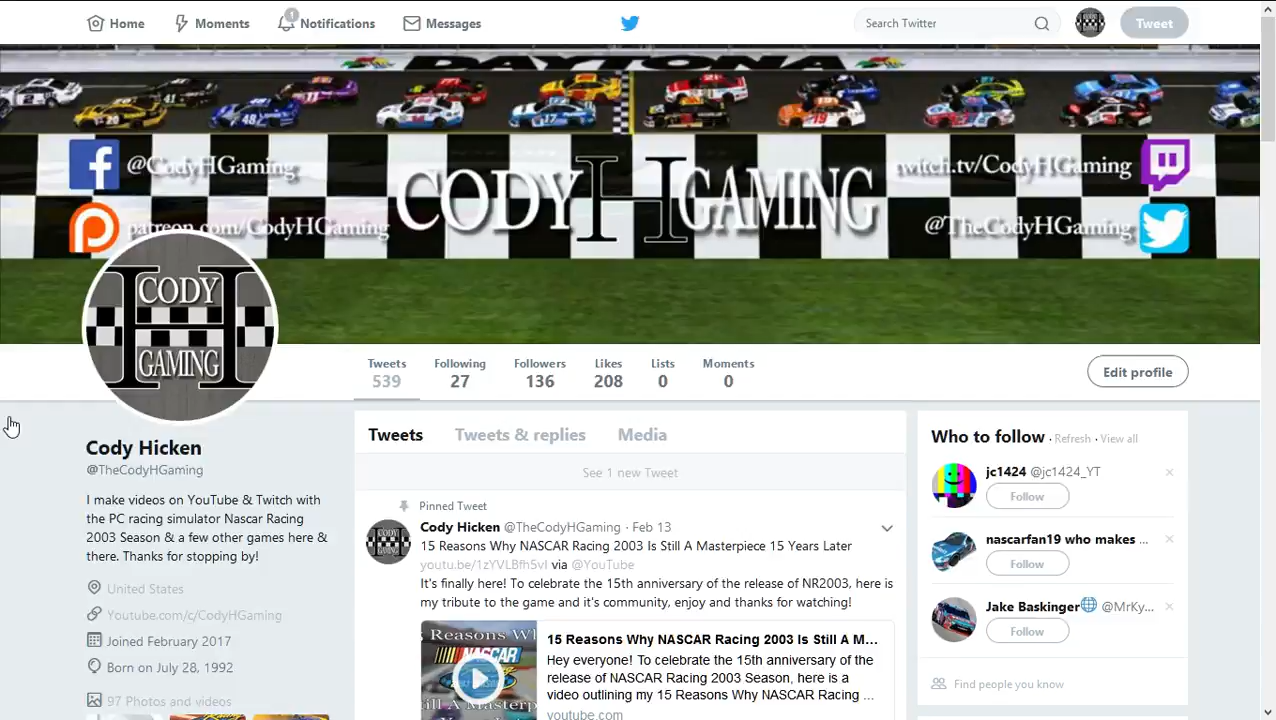 Home
Moments
1
Notifications
Messages
Search Twitter
Tweet
DAYTONA
@CodyHGaming
CODY H GAMING
twitch.tv/CodyHGaming
patreon.com/CodyHGaming
@TheCodyHGaming
CODY
H
GAMING
Tweets
539
Following
27
Followers
136
Likes
208
Lists
0
Moments
0
Edit profile
Cody Hicken
@TheCodyHGaming
I make videos on YouTube & Twitch with
the PC racing simulator Nascar Racing
2003 Season & a few other games here &
there. Thanks for stopping by!
United States
Youtube.com/c/CodyHGaming
Joined February 2017
Born on July 28, 1992
97 Photos and videos
Tweets
Tweets & replies
Media
See 1 new Tweet
Pinned Tweet
Cody Hicken @TheCodyHGaming · Feb 13
15 Reasons Why NASCAR Racing 2003 Is Still A Masterpiece 15 Years Later
youtu.be/1zYVLBfh5vI via @YouTube
It's finally here! To celebrate the 15th anniversary of the release of NR2003, here is
my tribute to the game and it's community, enjoy and thanks for watching!
Reasons Wh
NASCAR
15 Reasons Why NASCAR Racing 2003 Is Still A M...
Hey everyone! To celebrate the 15th anniversary of the
release of NASCAR Racing 2003 Season, here is a
video outlining my 15 Reasons Why NASCAR Racing ...
youtube.com
Who to follow · Refresh · View all
jc1424 @jc1424_YT
Follow
nascarfan19 who makes ...
Follow
Jake Baskinger @MrKy...
Follow
Find people you know